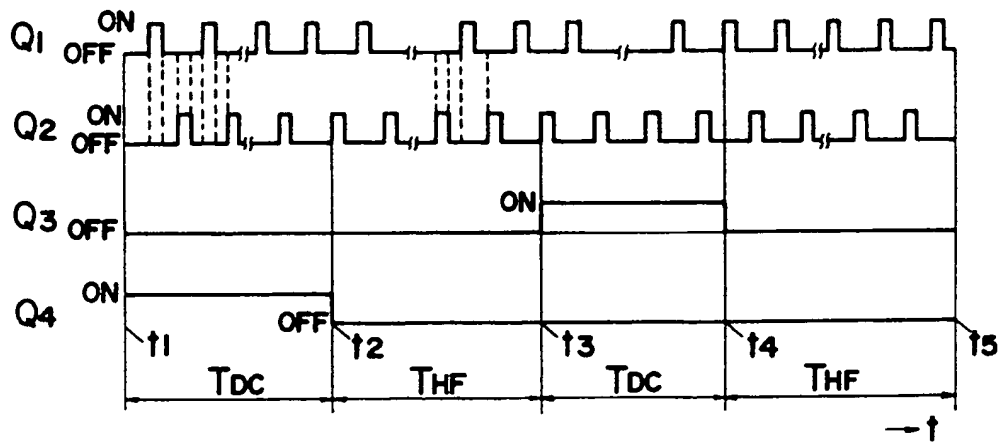 ON
Q1
OFF
ON
Q2
OFF
ON
Q3
OFF
ON
Q4
OFF
t1 t2 t3 t4 t5
TDC THF TDC THF
t